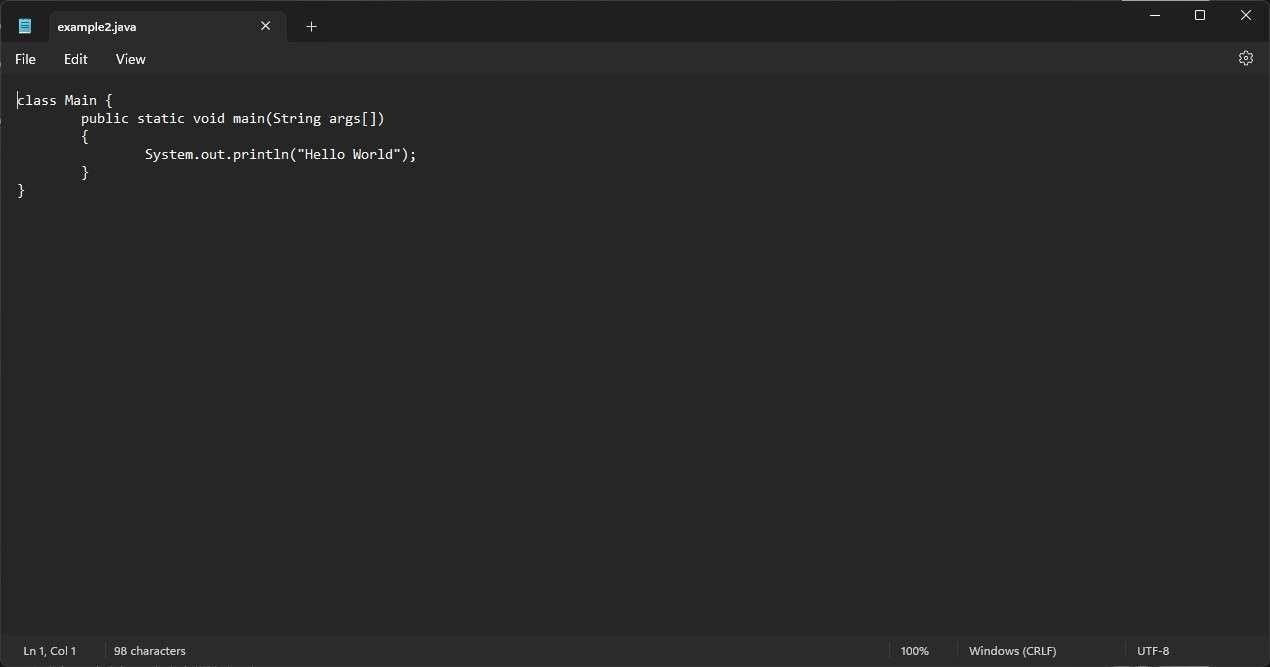 example2.java
File Edit View
class Main {
        public static void main(String args[])
        {
                System.out.println("Hello World");
        }
}
Ln 1, Col 1 98 characters 100% Windows (CRLF) UTF-8